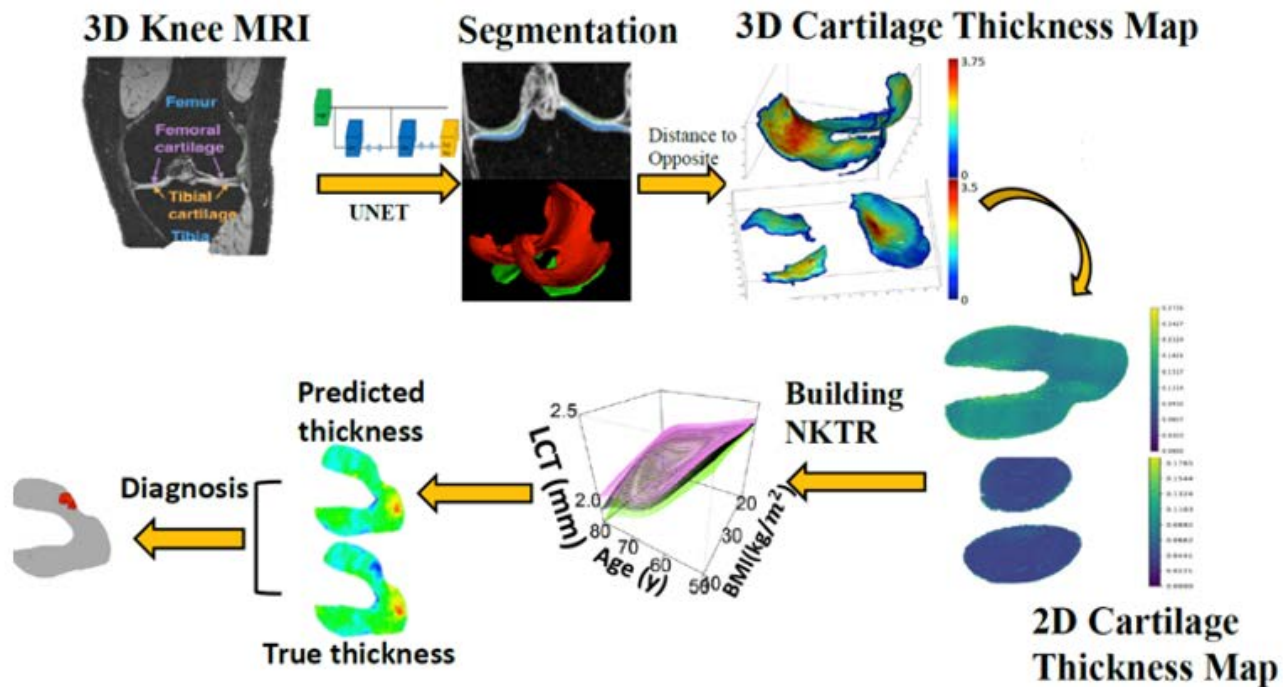 3D Knee MRI
Segmentation
3D Cartilage Thickness Map
Femur
Femoral
cartilage
Tibial
cartilage
Tibia
UNET
Distance to
Opposite
3.75
0
3.5
0
Predicted
thickness
Diagnosis
True thickness
2.5
LCT (mm)
2.0
80
70
60
50
Age (y)
20
30
40
BMI(kg/m²)
Building
NKTR
2D Cartilage
Thickness Map